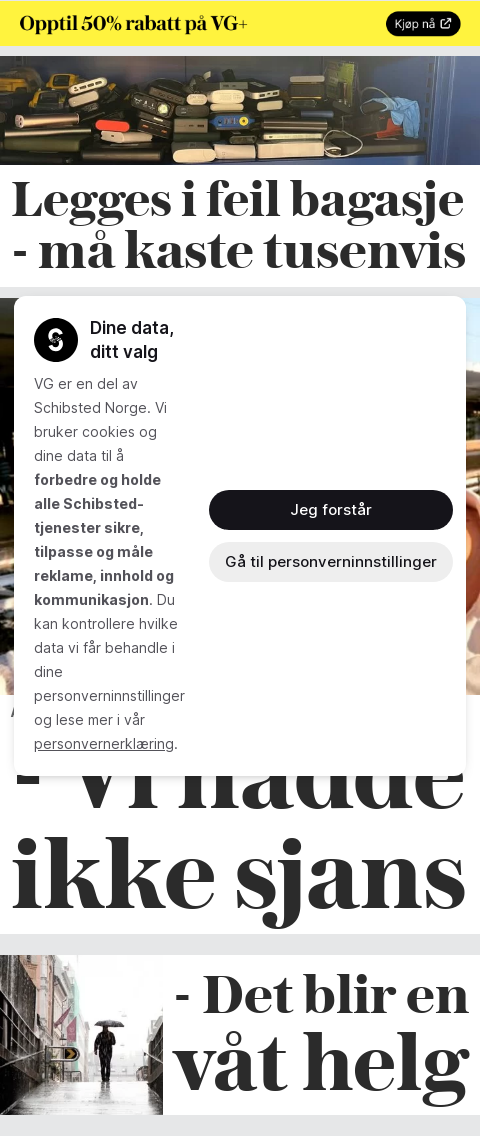 Opptil 50% rabatt på VG+
Kjøp nå
Legges i feil bagasje
- må kaste tusenvis
Dine data,
ditt valg
VG er en del av
Schibsted Norge. Vi
bruker cookies og
dine data til å
forbedre og holde
alle Schibsted-
tjenester sikre,
tilpasse og måle
reklame, innhold og
kommunikasjon. Du
kan kontrollere hvilke
data vi får behandle i
dine
personverninnstillinger
og lese mer i vår
personvernerklæring.
Jeg forstår
Gå til personverninnstillinger
- Vi hadde
ikke sjans
- Det blir en
våt helg